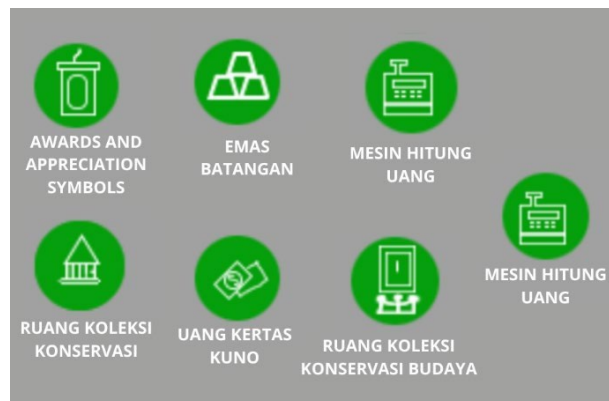 AWARDS AND
APPRECIATION
SYMBOLS
EMAS
BATANGAN
MESIN HITUNG
UANG
RUANG KOLEKSI
KONSERVASI
UANG KERTAS
KUNO
RUANG KOLEKSI
KONSERVASI BUDAYA
MESIN HITUNG
UANG